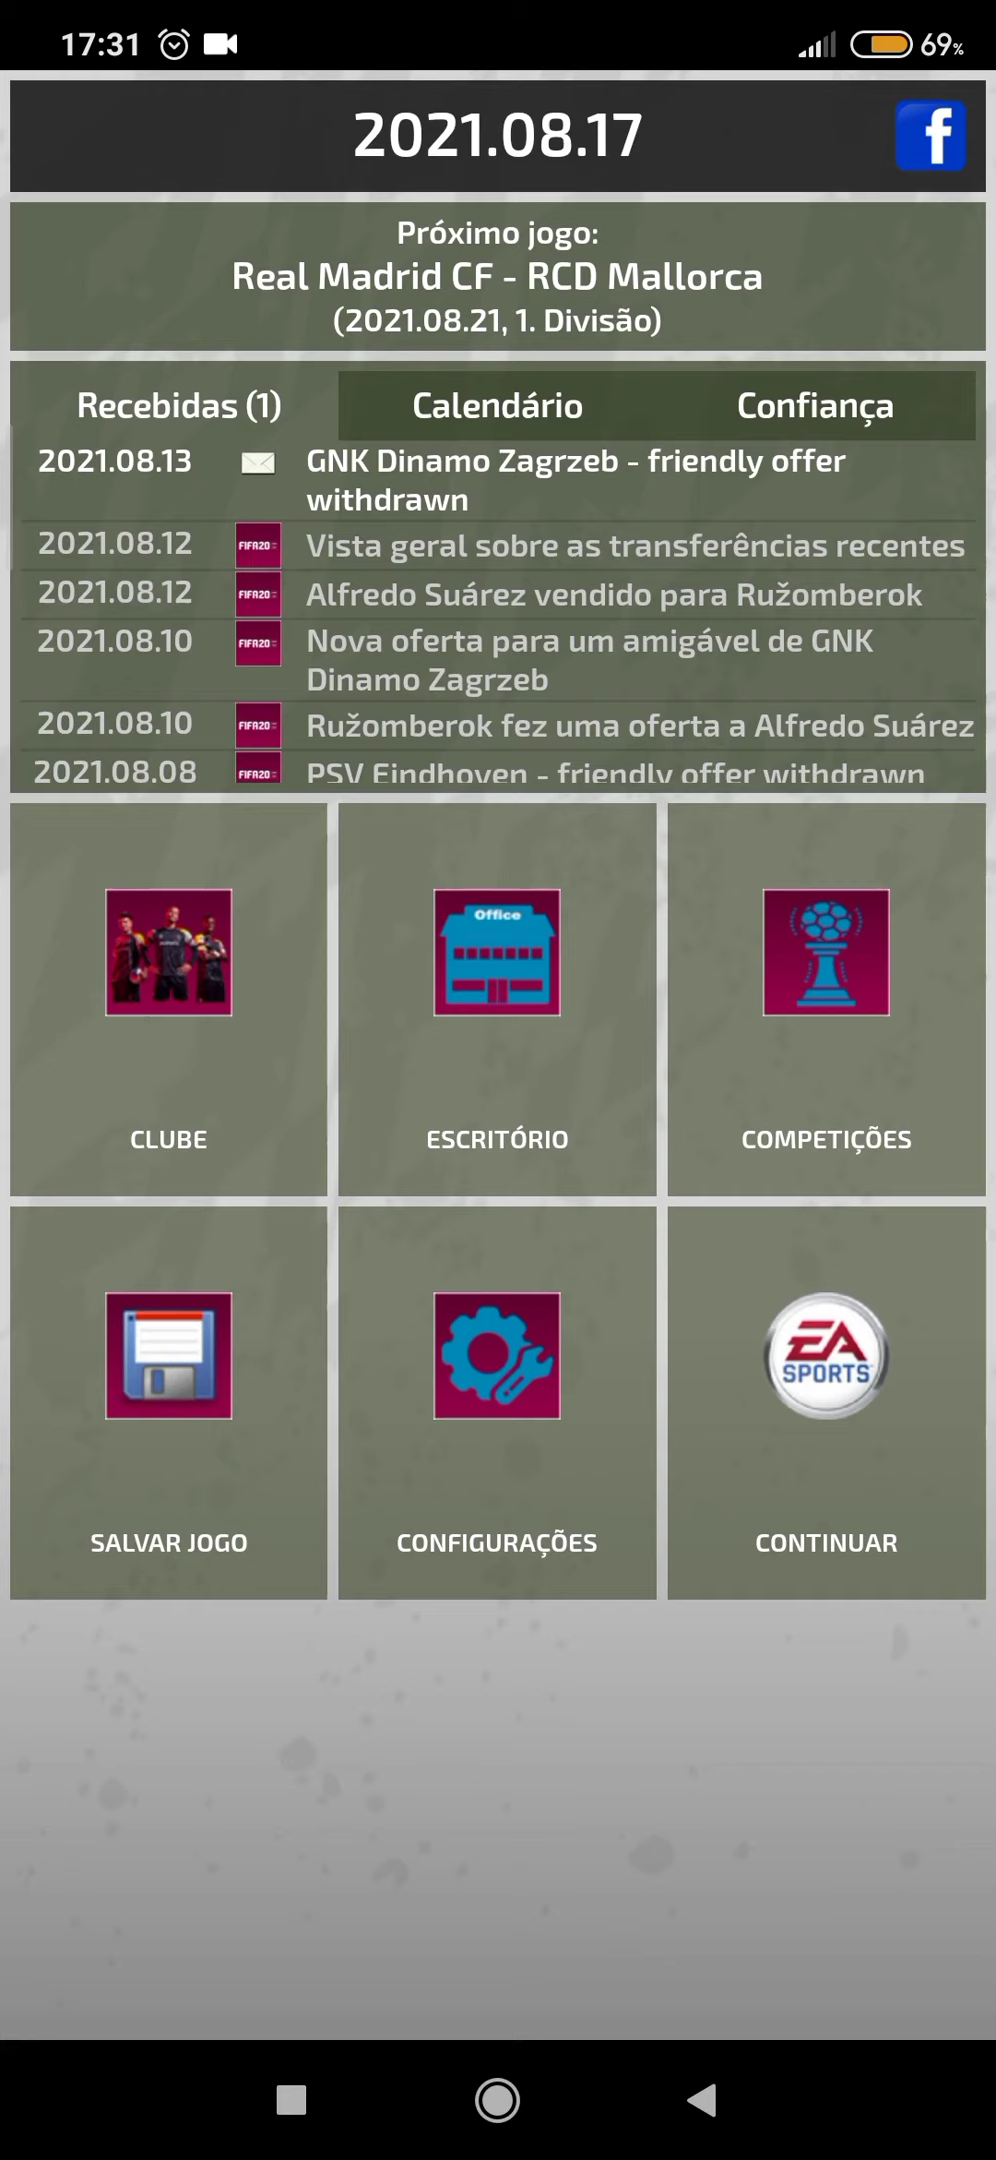 17:31
69%
2021.08.17
f
Próximo jogo:
Real Madrid CF - RCD Mallorca
(2021.08.21, 1. Divisão)
Recebidas (1)
Calendário
Confiança
2021.08.13
GNK Dinamo Zagrzeb - friendly offer
withdrawn
2021.08.12
FIFA20
Vista geral sobre as transferências recentes
2021.08.12
FIFA20
Alfredo Suárez vendido para Ružomberok
2021.08.10
FIFA20
Nova oferta para um amigável de GNK
Dinamo Zagrzeb
2021.08.10
FIFA20
Ružomberok fez uma oferta a Alfredo Suárez
2021.08.08
FIFA20
PSV Eindhoven - friendly offer withdrawn
Office
CLUBE
ESCRITÓRIO
COMPETIÇÕES
EA
SPORTS
SALVAR JOGO
CONFIGURAÇÕES
CONTINUAR